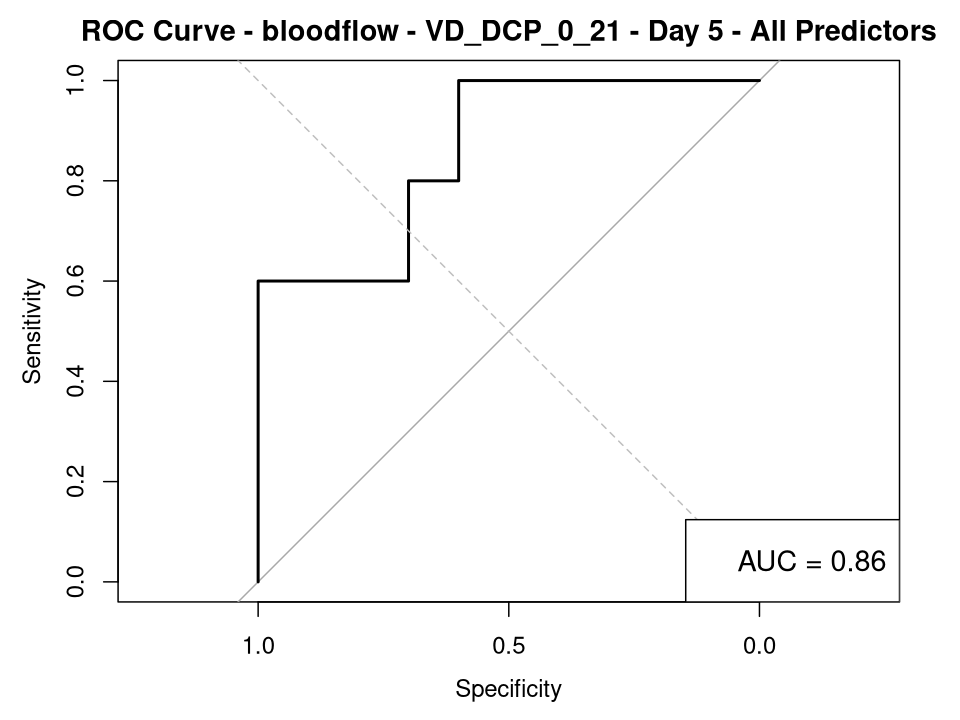 ROC Curve - bloodflow - VD_DCP_0_21 - Day 5 - All Predictors
1.0
0.8
0.6
0.4
0.2
0.0
Sensitivity
AUC = 0.86
1.0 0.5 0.0
Specificity